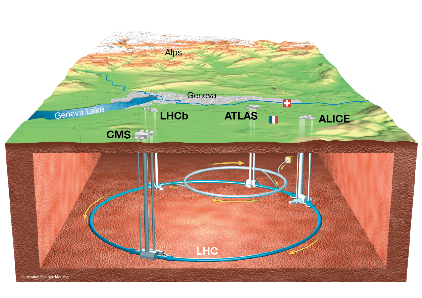 Alps
Geneva
Geneva Lake
LHCb
ATLAS
ALICE
CMS
LHC